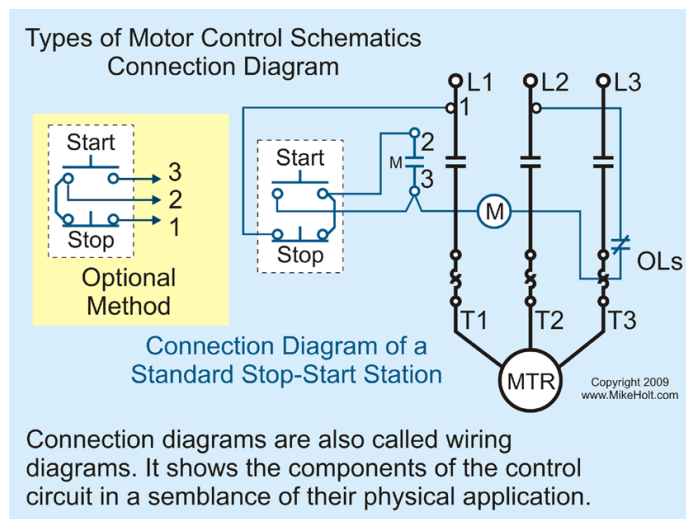 Types of Motor Control Schematics
Connection Diagram
L1
L2
L3
1
Start
3
2
1
Stop
Optional
Method
Start
Stop
2
M
3
M
OLs
T1
T2
T3
MTR
Connection Diagram of a
Standard Stop-Start Station
Copyright 2009
www.MikeHolt.com
Connection diagrams are also called wiring
diagrams. It shows the components of the control
circuit in a semblance of their physical application.